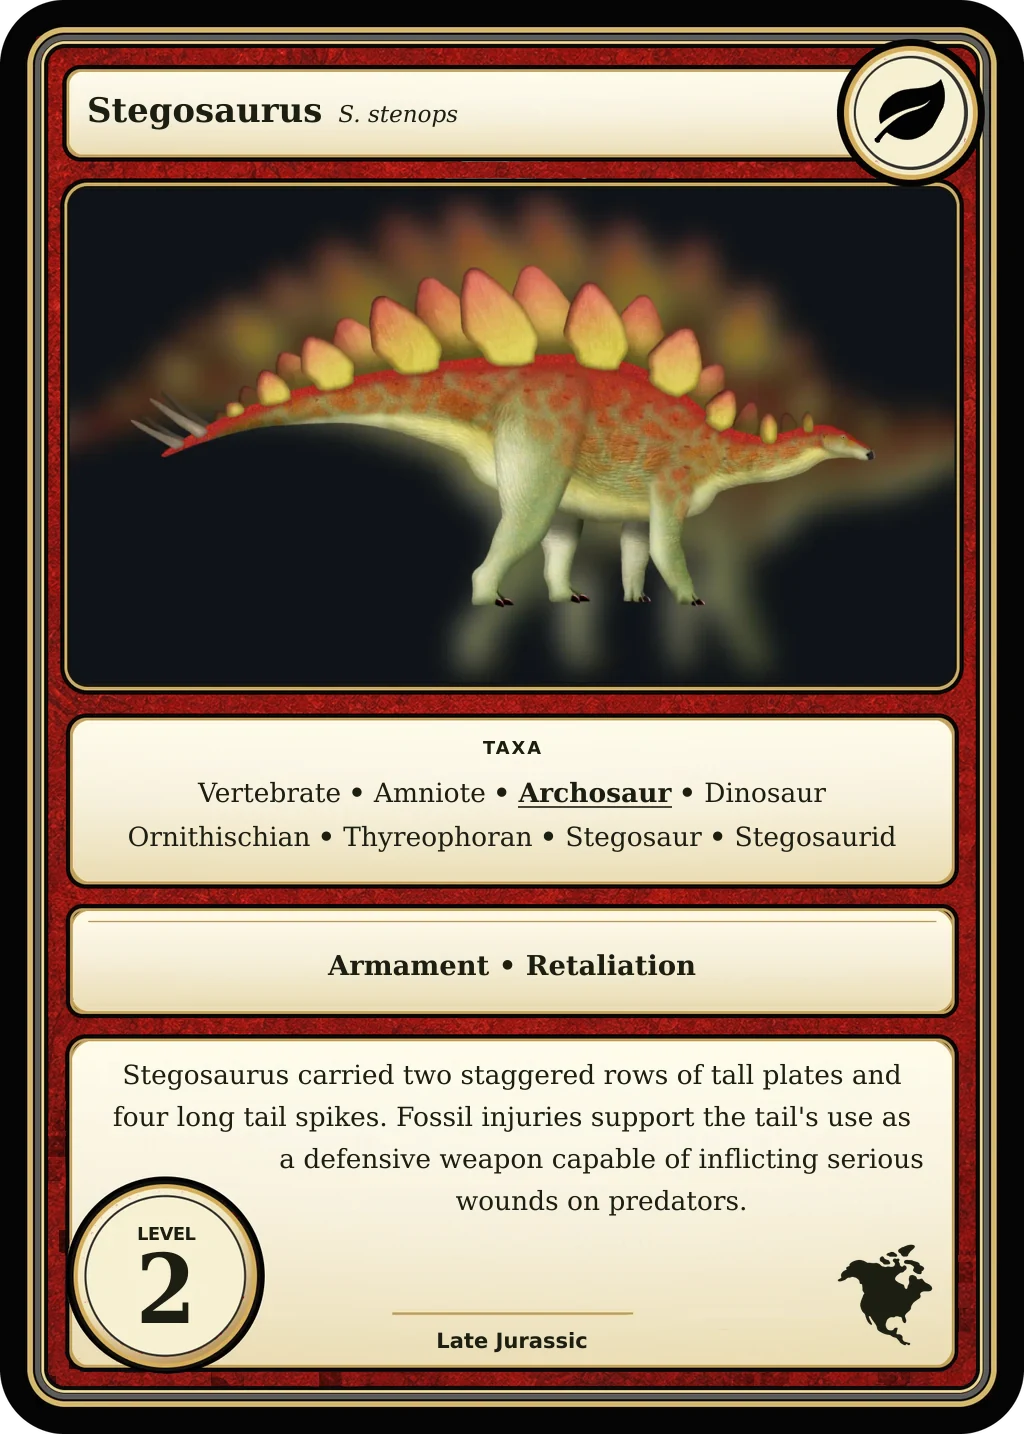 Stegosaurus S. stenops
TAXA
Vertebrate • Amniote • Archosaur • Dinosaur
Ornithischian • Thyreophoran • Stegosaur • Stegosaurid
Armament • Retaliation
Stegosaurus carried two staggered rows of tall plates and
four long tail spikes. Fossil injuries support the tail's use as
a defensive weapon capable of inflicting serious
wounds on predators.
LEVEL
2
Late Jurassic